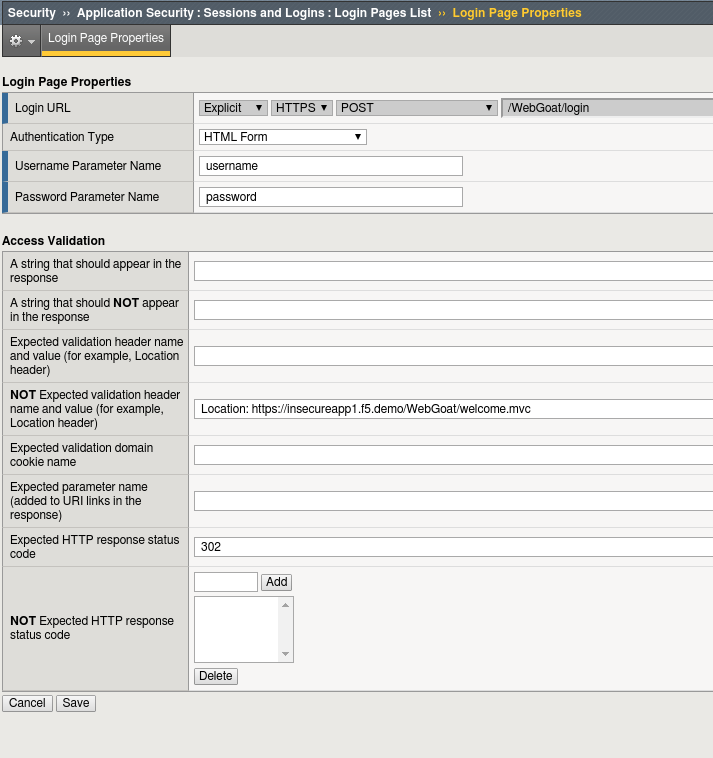 Security ›› Application Security : Sessions and Logins : Login Pages List ›› Login Page Properties
Login Page Properties
Login Page Properties
Login URL Explicit HTTPS POST /WebGoat/login
Authentication Type HTML Form
Username Parameter Name username
Password Parameter Name password
Access Validation
A string that should appear in the
response
A string that should NOT appear
in the response
Expected validation header name
and value (for example, Location
header)
NOT Expected validation header
name and value (for example,
Location header)
Location: https://insecureapp1.f5.demo/WebGoat/welcome.mvc
Expected validation domain
cookie name
Expected parameter name
(added to URI links in the
response)
Expected HTTP response status
code
302
NOT Expected HTTP response
status code
Add
Delete
Cancel Save